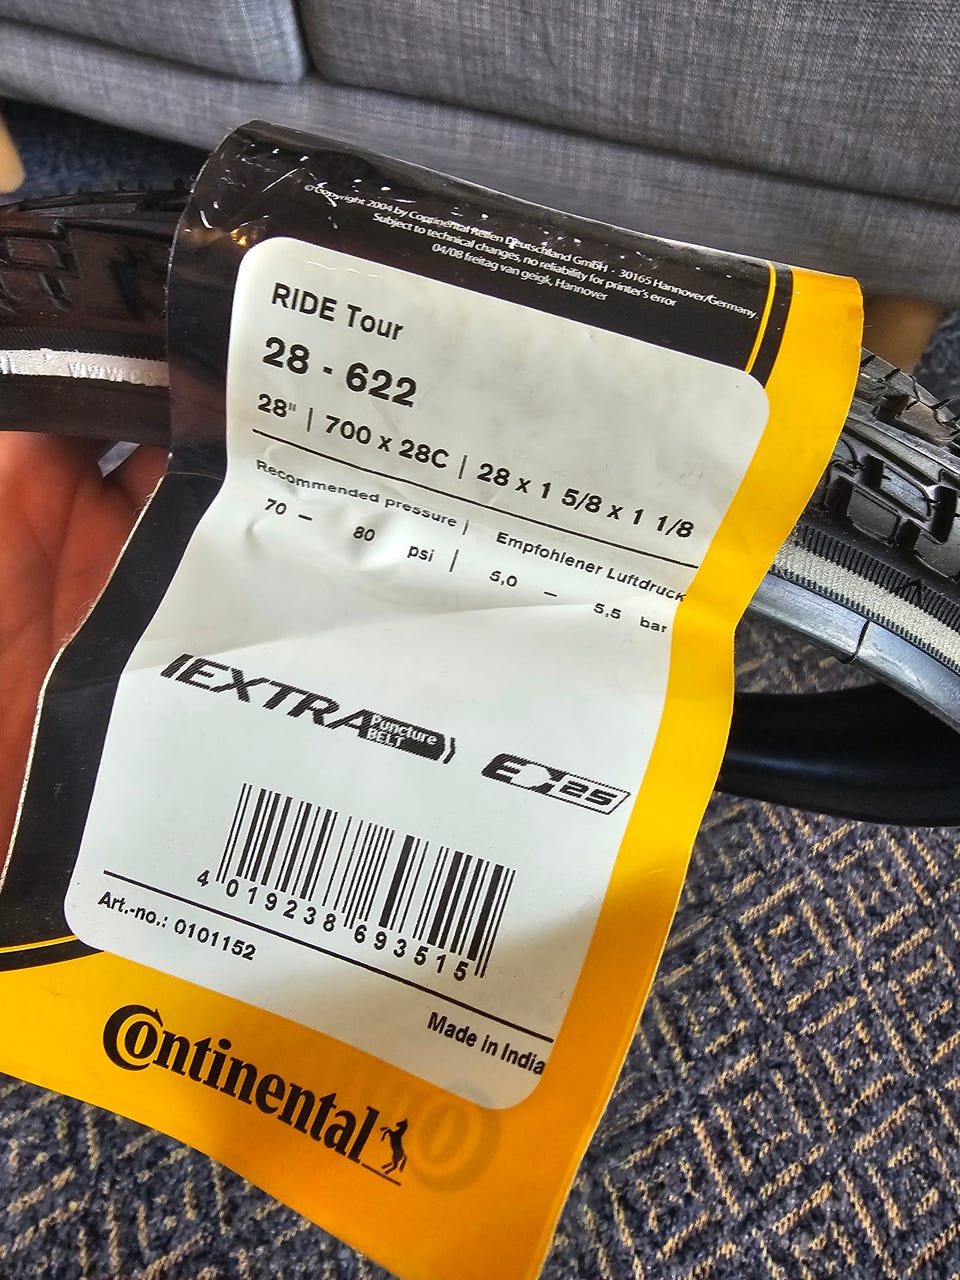 ©Copyright 2004 by Continental Reifen Deutschland GmbH · 30165 Hannover/Germany.
Subject to technical changes, no reliability for printer's error
04/08 freitag van geigk, Hannover
RIDE Tour
28 - 622
28" | 700 x 28C | 28 x 1 5/8 x 1 1/8
Recommended pressure | Empfohlener Luftdruck
70 – 80 psi | 5,0 – 5,5 bar
EXTRA Puncture
BELT
E 25
4 019238 693515
Art.-no.: 0101152
Made in India
Continental